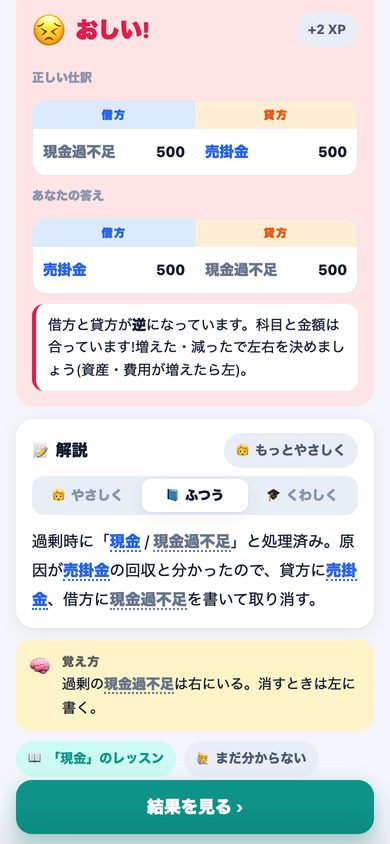 おしい!
+2 XP
正しい仕訳
借方 貸方
現金過不足 500 売掛金 500
あなたの答え
借方 貸方
売掛金 500 現金過不足 500
借方と貸方が逆になっています。科目と金額は
合っています!増えた・減ったで左右を決めまし
ょう(資産・費用が増えたら左)。
解説
もっとやさしく
やさしく ふつう くわしく
過剰時に「現金 / 現金過不足」と処理済み。原
因が売掛金の回収と分かったので、貸方に売掛
金、借方に現金過不足を書いて取り消す。
覚え方
過剰の現金過不足は右にいる。消すときは左に
書く。
「現金」のレッスン まだ分からない
結果を見る ›